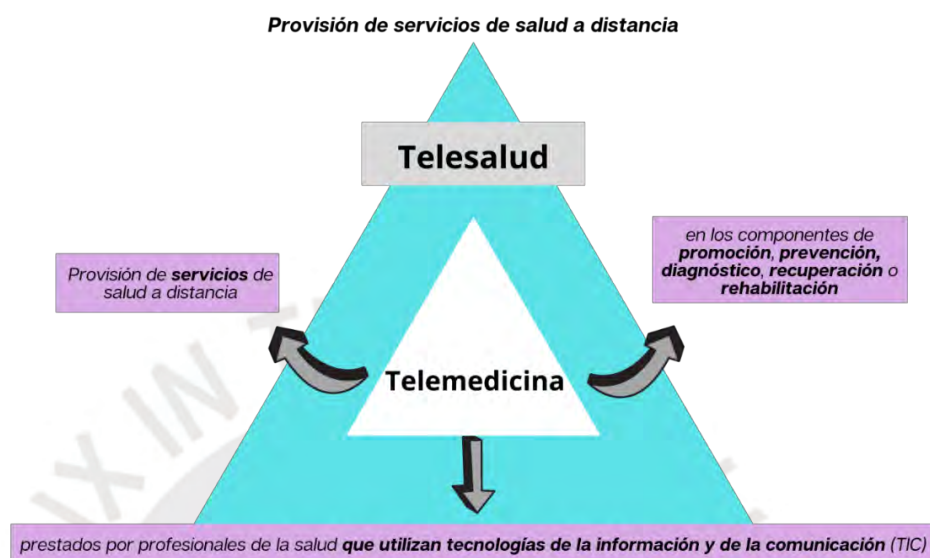 Provisión de servicios de salud a distancia
Telesalud
Provisión de servicios de
salud a distancia
en los componentes de
promoción, prevención,
diagnóstico, recuperación o
rehabilitación
Telemedicina
IX IN T
prestados por profesionales de la salud que utilizan tecnologías de la información y de la comunicación (TIC)